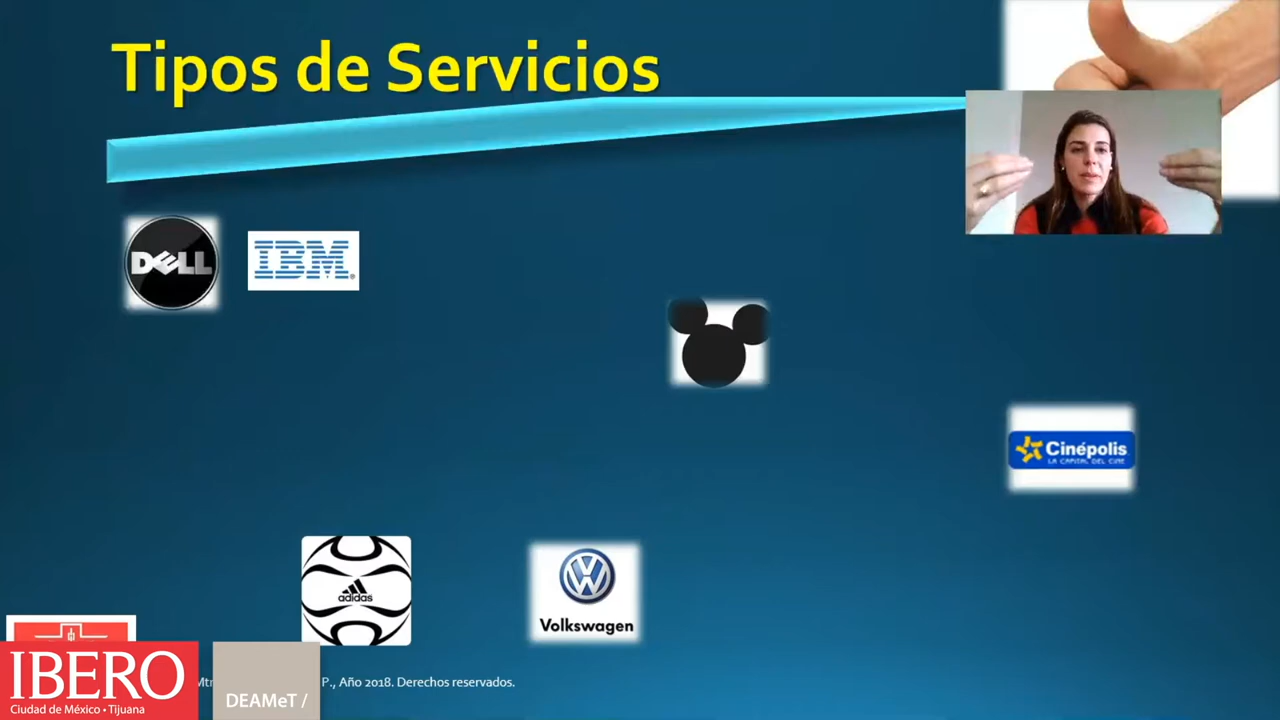 Tipos de Servicios
DELL
IBM
Cinépolis
LA CAPITAL DEL CINE
adidas
Volkswagen
P., Año 2018. Derechos reservados.
IBERO
Ciudad de México • Tijuana
DEAMeT /